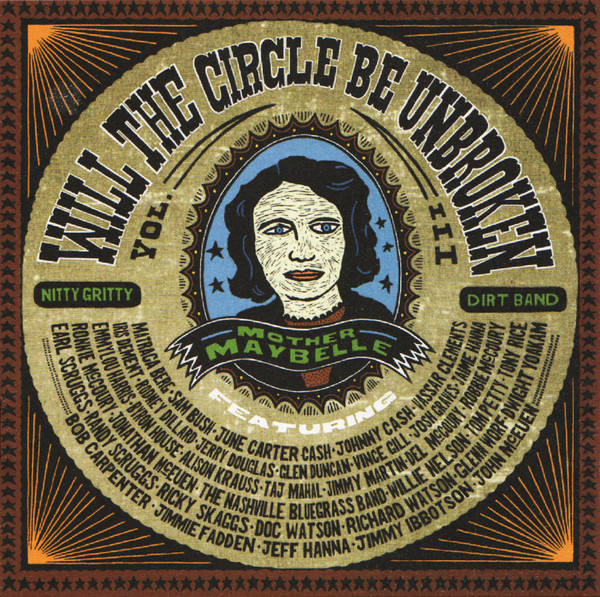 WILL THE CIRCLE BE UNBROKEN
VOL. III
NITTY GRITTY DIRT BAND
MOTHER
MAYBELLE
FEATURING
MATRACA BERG · SAM BUSH · JUNE CARTER CASH · JOHNNY CASH · VASSAR CLEMENTS
IRIS DEMENT · RODNEY DILLARD · JERRY DOUGLAS · GLEN DUNCAN · VINCE GILL · JOSH GRAVES · JAIME HANNA
EMMYLOU HARRIS · BYRON HOUSE · ALISON KRAUSS · TAJ MAHAL · JIMMY MARTIN · DEL McCOURY · ROBBIE McCOURY
RONNIE McCOURY · JONATHAN McEUEN · THE NASHVILLE BLUEGRASS BAND · WILLIE NELSON · TOM PETTY · TONY RICE
EARL SCRUGGS · RANDY SCRUGGS · RICKY SKAGGS · DOC WATSON · RICHARD WATSON · GLENN WORF · DWIGHT YOAKAM
BOB CARPENTER · JIMMIE FADDEN · JEFF HANNA · JIMMY IBBOTSON · JOHN McEUEN